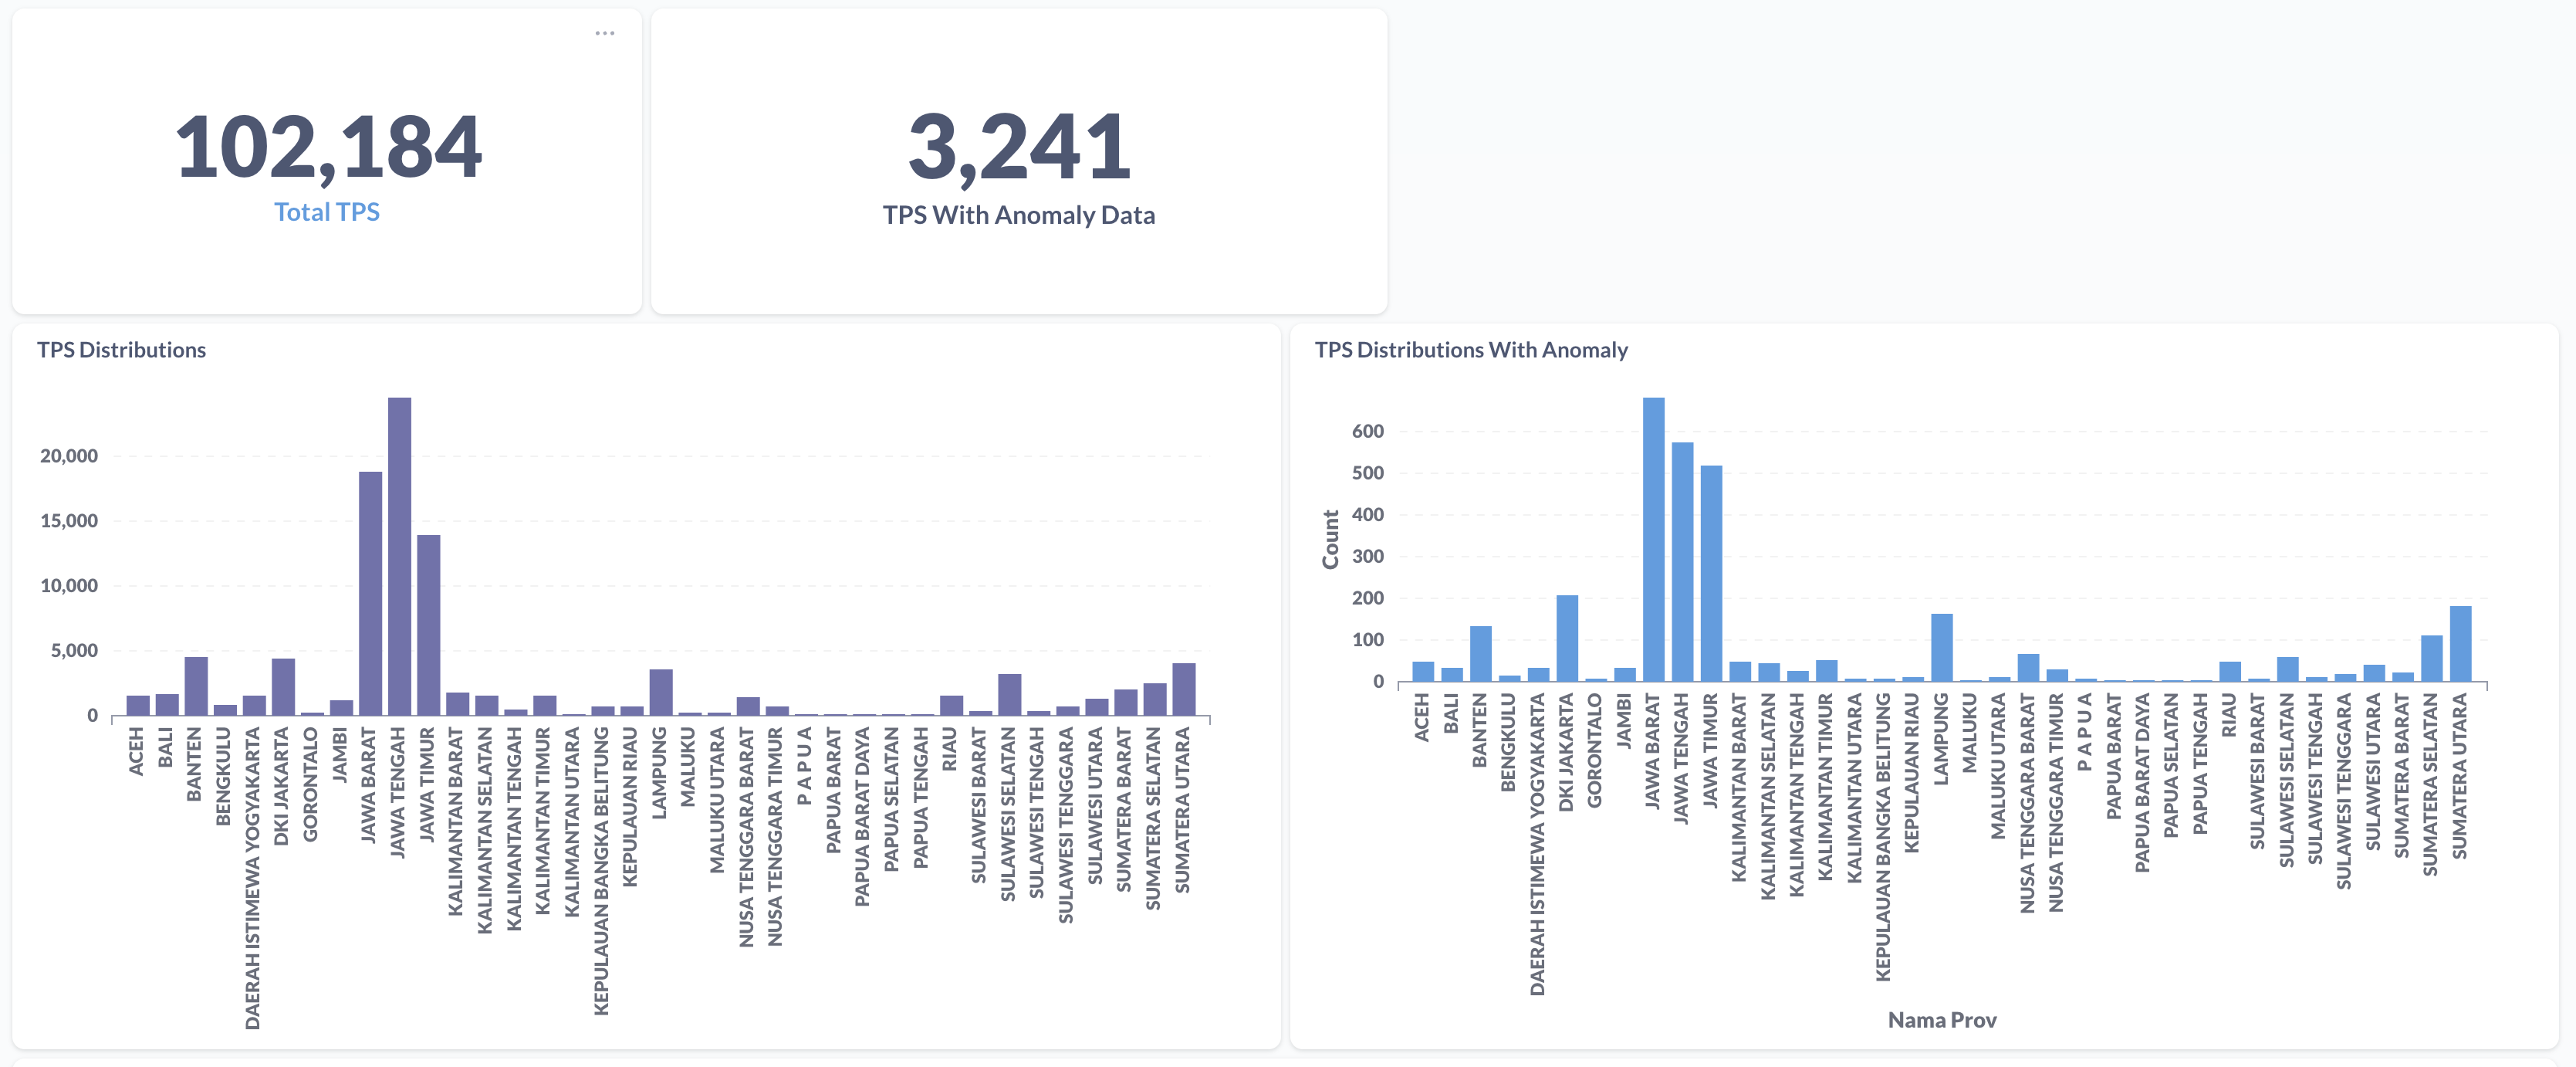 102,184
Total TPS
3,241
TPS With Anomaly Data
TPS Distributions
20,000
15,000
10,000
5,000
0
ACEH
BALI
BANTEN
BENGKULU
DAERAH ISTIMEWA YOGYAKARTA
DKI JAKARTA
GORONTALO
JAMBI
JAWA BARAT
JAWA TENGAH
JAWA TIMUR
KALIMANTAN BARAT
KALIMANTAN SELATAN
KALIMANTAN TENGAH
KALIMANTAN TIMUR
KALIMANTAN UTARA
KEPULAUAN BANGKA BELITUNG
KEPULAUAN RIAU
LAMPUNG
MALUKU
MALUKU UTARA
NUSA TENGGARA BARAT
NUSA TENGGARA TIMUR
P A P U A
PAPUA BARAT
PAPUA BARAT DAYA
PAPUA SELATAN
PAPUA TENGAH
RIAU
SULAWESI BARAT
SULAWESI SELATAN
SULAWESI TENGAH
SULAWESI TENGGARA
SULAWESI UTARA
SUMATERA BARAT
SUMATERA SELATAN
SUMATERA UTARA
TPS Distributions With Anomaly
Count
600
500
400
300
200
100
0
ACEH
BALI
BANTEN
BENGKULU
DAERAH ISTIMEWA YOGYAKARTA
DKI JAKARTA
GORONTALO
JAMBI
JAWA BARAT
JAWA TENGAH
JAWA TIMUR
KALIMANTAN BARAT
KALIMANTAN SELATAN
KALIMANTAN TENGAH
KALIMANTAN TIMUR
KALIMANTAN UTARA
KEPULAUAN BANGKA BELITUNG
KEPULAUAN RIAU
LAMPUNG
MALUKU
MALUKU UTARA
NUSA TENGGARA BARAT
NUSA TENGGARA TIMUR
P A P U A
PAPUA BARAT
PAPUA BARAT DAYA
PAPUA SELATAN
PAPUA TENGAH
RIAU
SULAWESI BARAT
SULAWESI SELATAN
SULAWESI TENGAH
SULAWESI TENGGARA
SULAWESI UTARA
SUMATERA BARAT
SUMATERA SELATAN
SUMATERA UTARA
Nama Prov